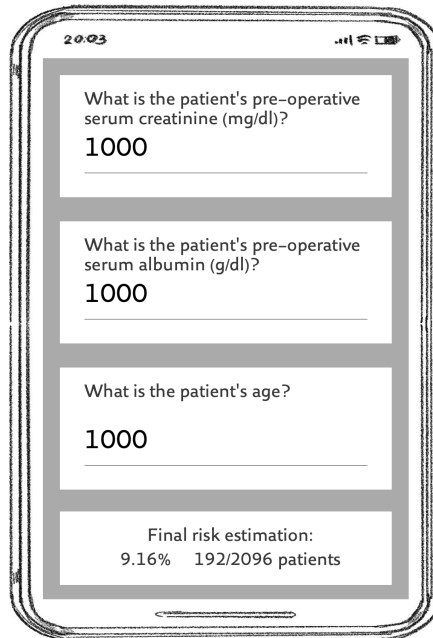 20:03
What is the patient's pre-operative
serum creatinine (mg/dl)?
1000
What is the patient's pre-operative
serum albumin (g/dl)?
1000
What is the patient's age?
1000
Final risk estimation:
9.16% 192/2096 patients